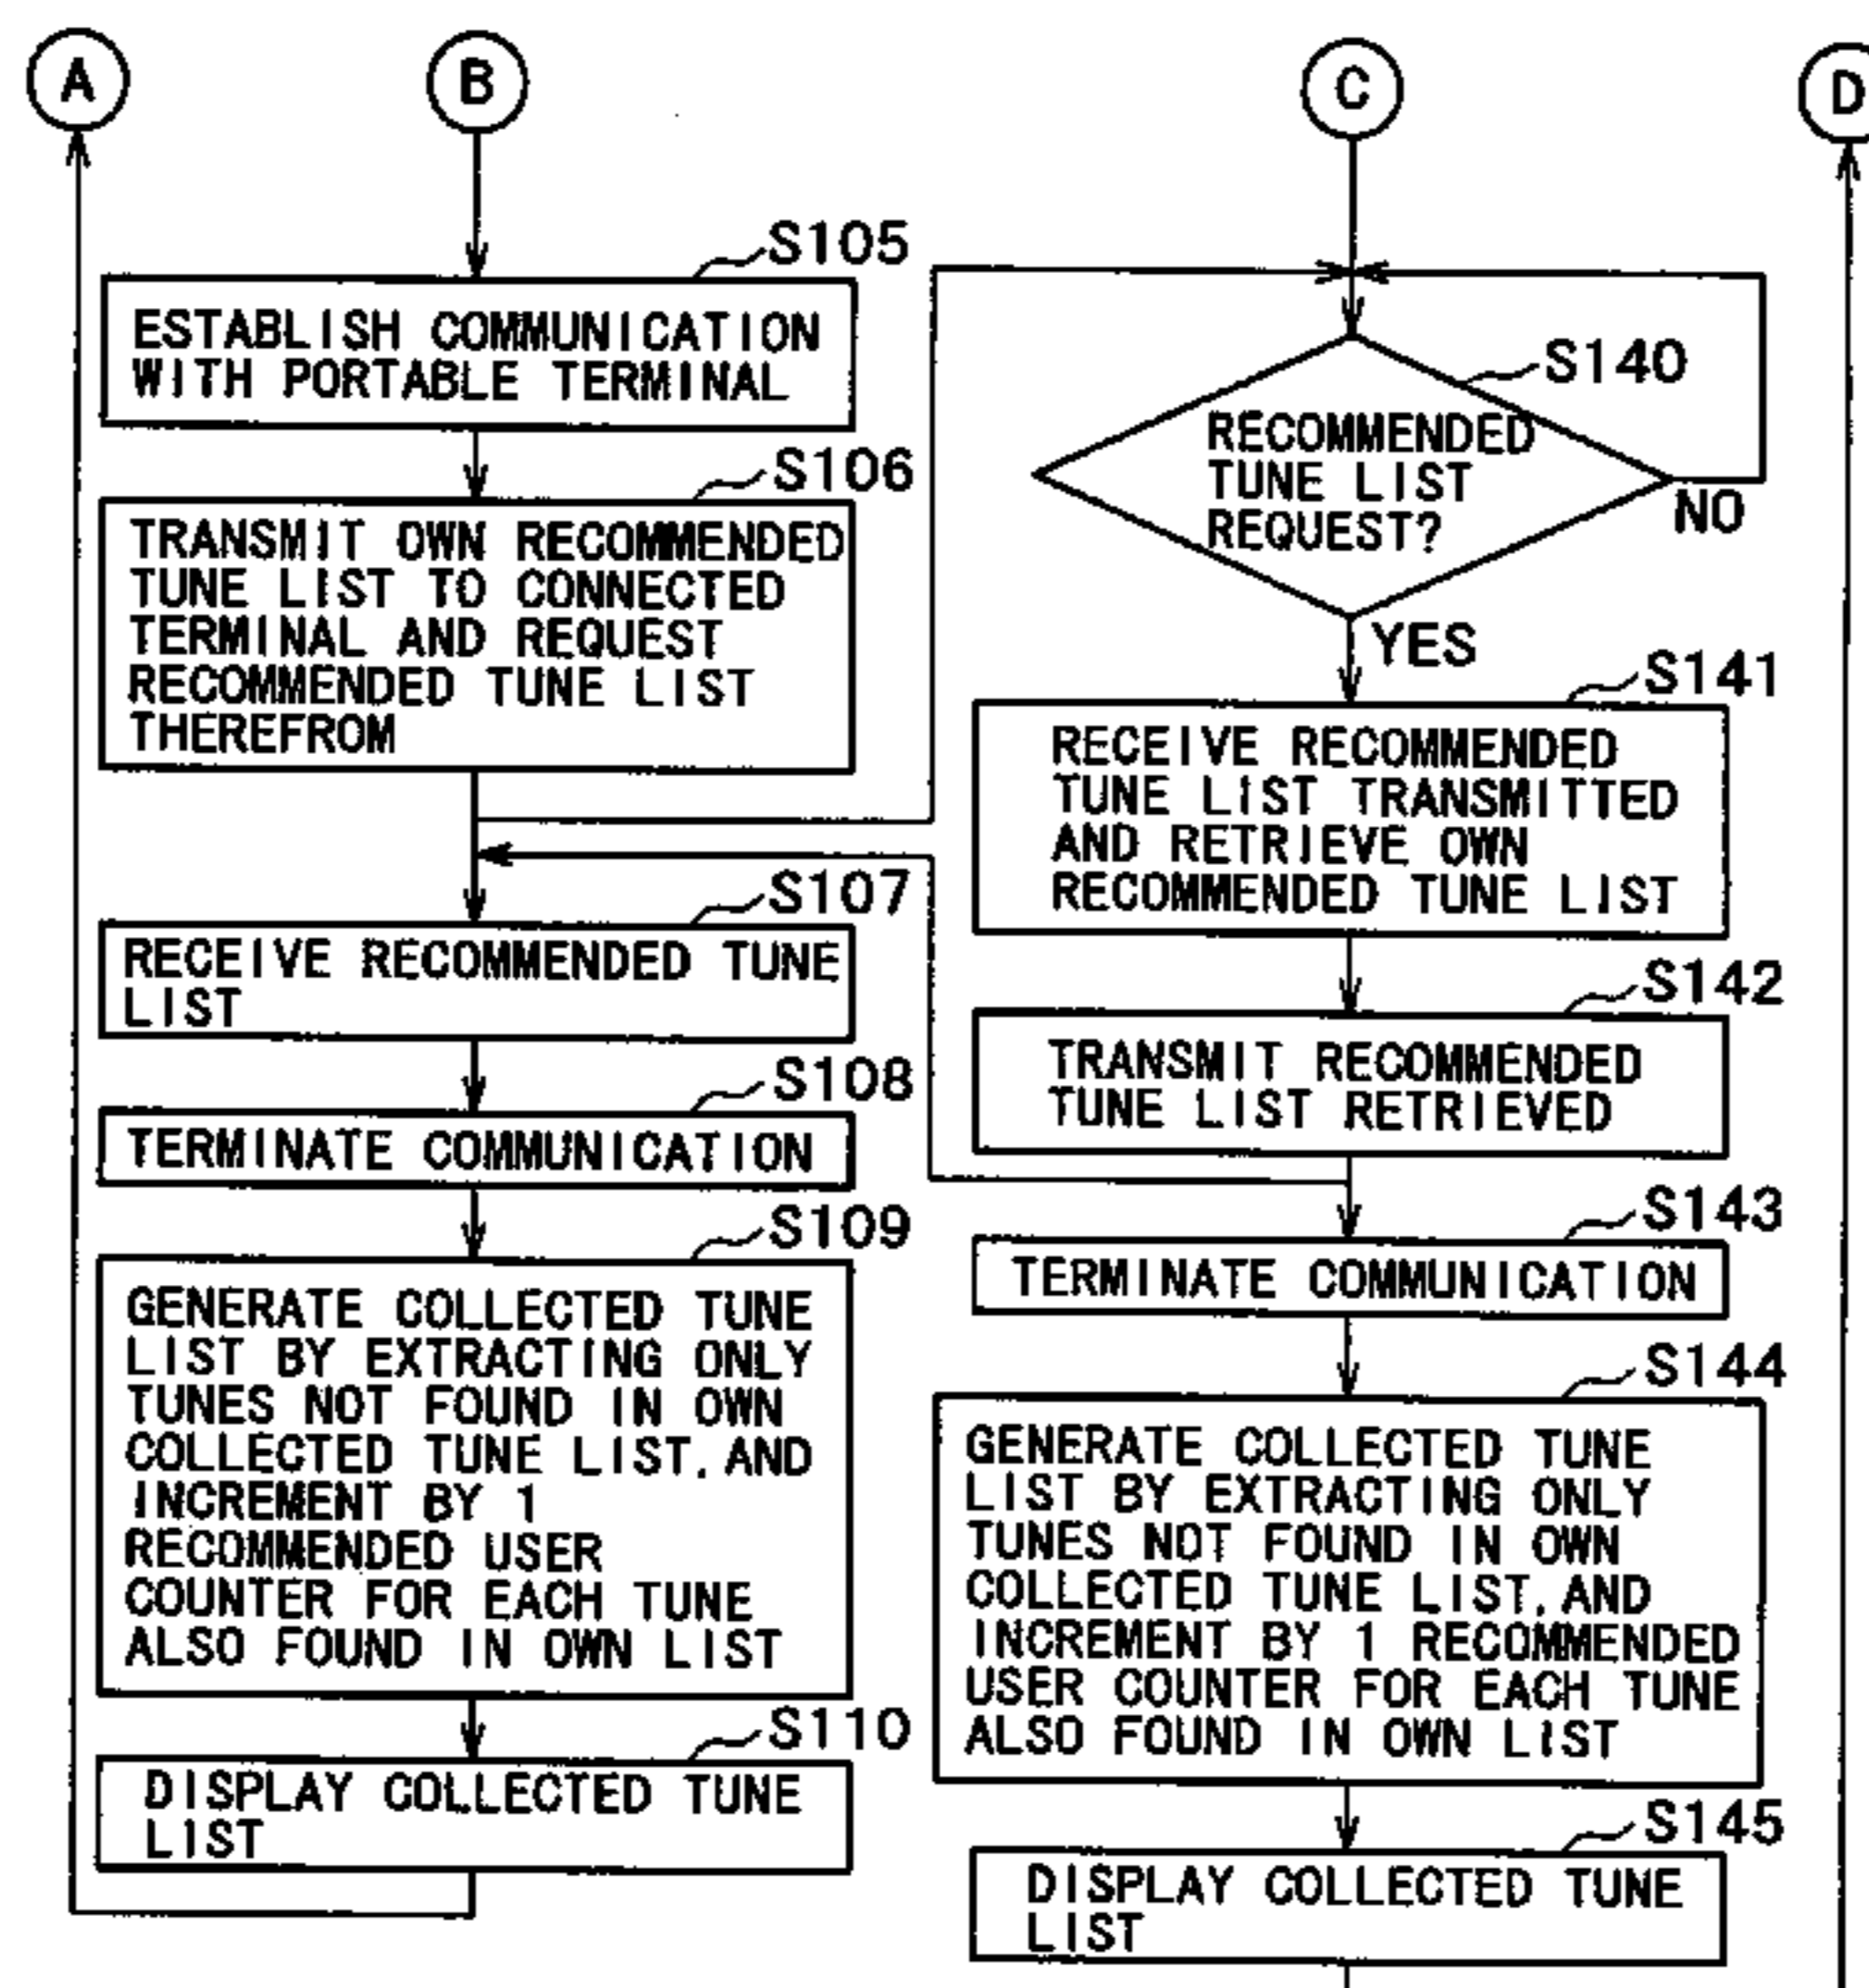 A
B
C
D
S105
ESTABLISH COMMUNICATION
WITH PORTABLE TERMINAL
S106
TRANSMIT OWN RECOMMENDED
TUNE LIST TO CONNECTED
TERMINAL AND REQUEST
RECOMMENDED TUNE LIST
THEREFROM
S107
RECEIVE RECOMMENDED TUNE
LIST
S108
TERMINATE COMMUNICATION
S109
GENERATE COLLECTED TUNE
LIST BY EXTRACTING ONLY
TUNES NOT FOUND IN OWN
COLLECTED TUNE LIST, AND
INCREMENT BY 1
RECOMMENDED USER
COUNTER FOR EACH TUNE
ALSO FOUND IN OWN LIST
S110
DISPLAY COLLECTED TUNE
LIST
S140
RECOMMENDED
TUNE LIST
REQUEST?
NO
YES
S141
RECEIVE RECOMMENDED
TUNE LIST TRANSMITTED
AND RETRIEVE OWN
RECOMMENDED TUNE LIST
S142
TRANSMIT RECOMMENDED
TUNE LIST RETRIEVED
S143
TERMINATE COMMUNICATION
S144
GENERATE COLLECTED TUNE
LIST BY EXTRACTING ONLY
TUNES NOT FOUND IN OWN
COLLECTED TUNE LIST, AND
INCREMENT BY 1 RECOMMENDED
USER COUNTER FOR EACH TUNE
ALSO FOUND IN OWN LIST
S145
DISPLAY COLLECTED TUNE
LIST